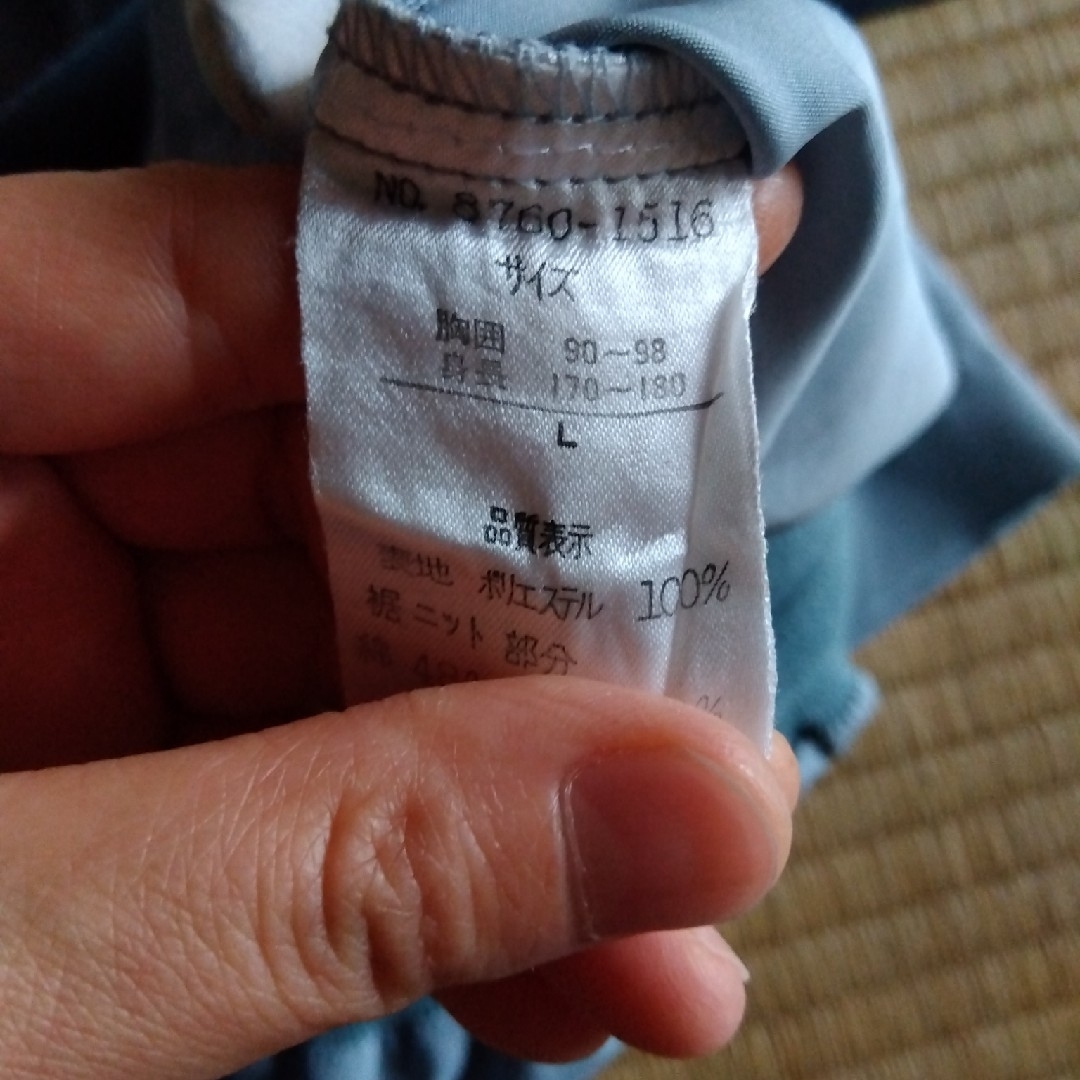 NO. 8760-1516
サイズ
胸囲 90～98
身長 170～180
L
品質表示
表地 ポリエステル 100%
裾ニット部分
綿
%